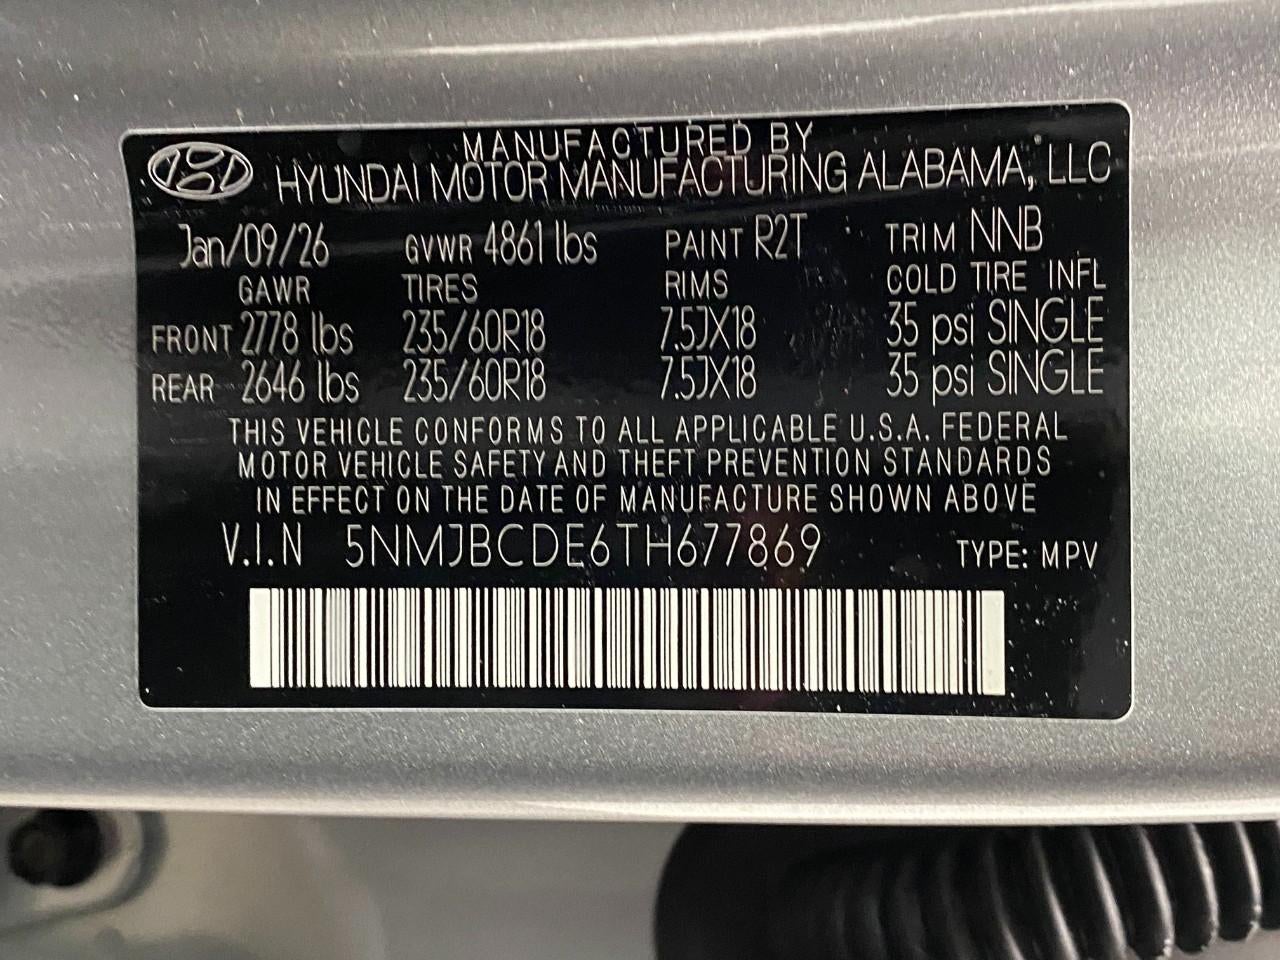 MANUFACTURED BY
HYUNDAI MOTOR MANUFACTURING ALABAMA, LLC
Jan/09/26 GVWR 4861 lbs PAINT R2T TRIM NNB
GAWR TIRES RIMS COLD TIRE INFL
FRONT 2778 lbs 235/60R18 7.5JX18 35 psi SINGLE
REAR 2646 lbs 235/60R18 7.5JX18 35 psi SINGLE
THIS VEHICLE CONFORMS TO ALL APPLICABLE U.S.A. FEDERAL
MOTOR VEHICLE SAFETY AND THEFT PREVENTION STANDARDS
IN EFFECT ON THE DATE OF MANUFACTURE SHOWN ABOVE
V.I.N 5NMJBCDE6TH677869 TYPE: MPV